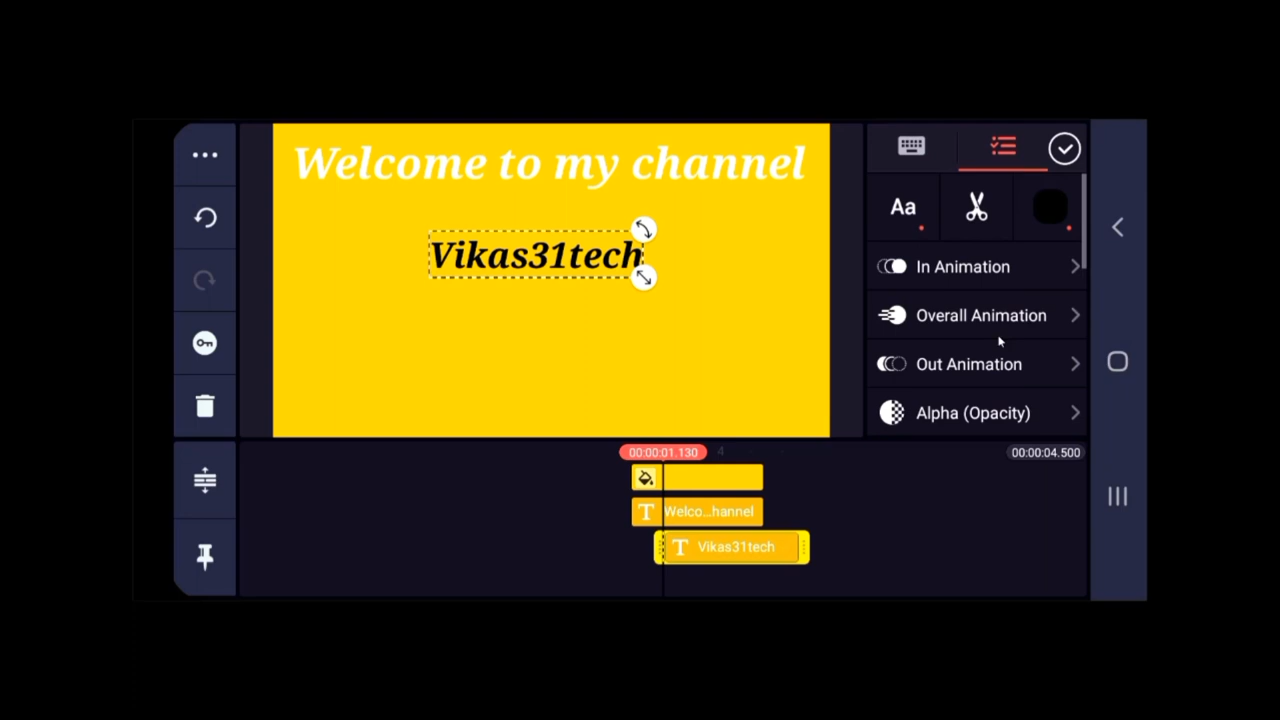 Welcome to my channel
Vikas31tech
Aa
In Animation
Overall Animation
Out Animation
Alpha (Opacity)
00:00:01.130
4
00:00:04.500
T Welco...hannel
T Vikas31tech